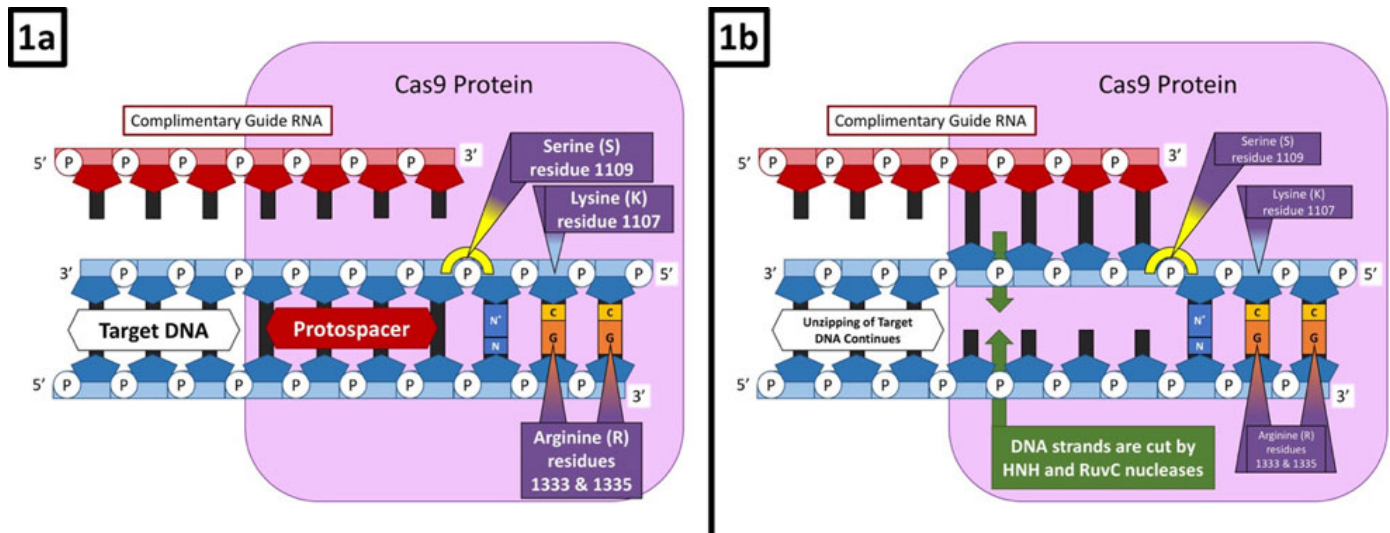 1a
Cas9 Protein
Complimentary Guide RNA
5’ P P P P P P P 3’
Serine (S)
residue 1109
Lysine (K)
residue 1107
3’ P P P P P P P P P P 5’
Target DNA
Protospacer
N* C C
N G G
5’ P P P P P P P P P P 3’
Arginine (R)
residues
1333 & 1335
1b
Cas9 Protein
Complimentary Guide RNA
5’ P P P P P P P 3’
Serine (S)
residue 1109
Lysine (K)
residue 1107
3’ P P P P P P P P P P 5’
Unzipping of Target
DNA Continues
N* C C
N G G
5’ P P P P P P P P P P 3’
Arginine (R)
residues
1333 & 1335
DNA strands are cut by
HNH and RuvC nucleases